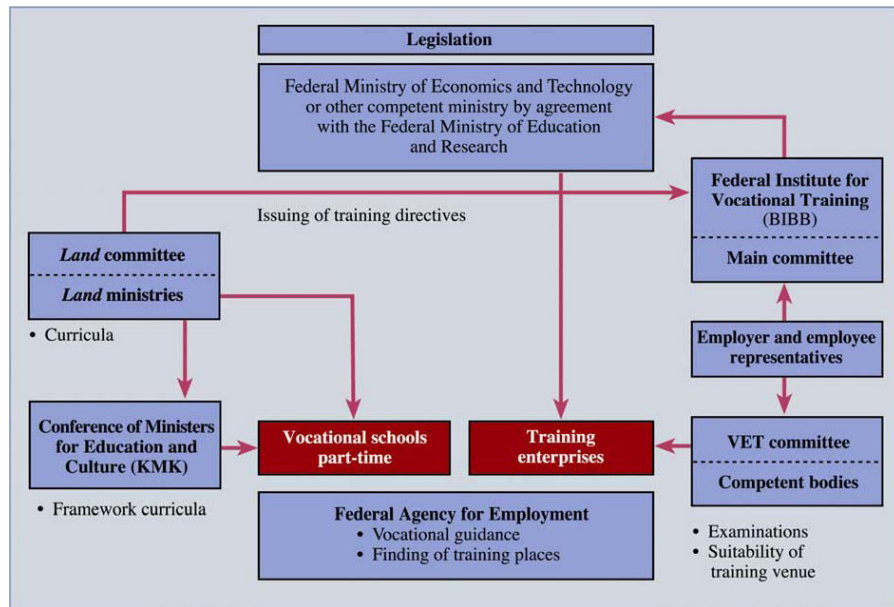 Legislation
Federal Ministry of Economics and Technology
or other competent ministry by agreement
with the Federal Ministry of Education
and Research
Federal Institute for
Vocational Training
(BIBB)
Main committee
Issuing of training directives
Land committee
Land ministries
• Curricula
Employer and employee
representatives
Conference of Ministers
for Education and
Culture (KMK)
• Framework curricula
Vocational schools
part-time
Training
enterprises
VET committee
Competent bodies
• Examinations
• Suitability of
training venue
Federal Agency for Employment
• Vocational guidance
• Finding of training places